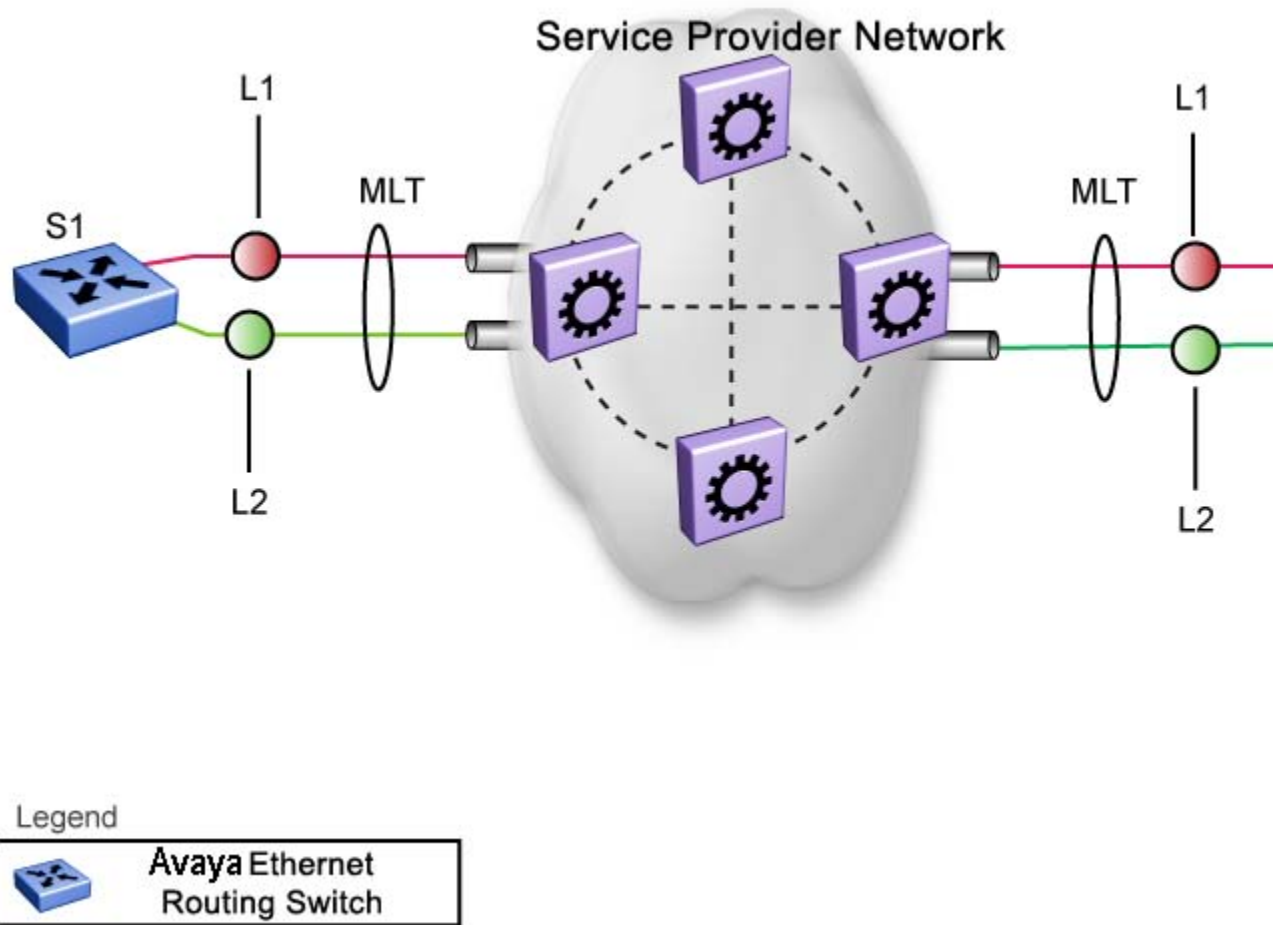 Service Provider Network
L1
L1
MLT
MLT
S1
L2
L2
Legend
Avaya Ethernet
Routing Switch